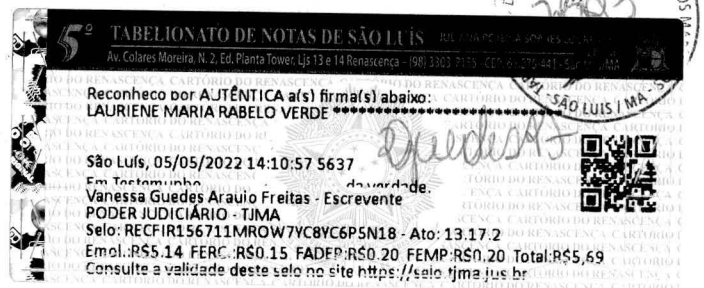 5º TABELIONATO DE NOTAS DE SÃO LUÍS
Av. Colares Moreira, N. 2, Ed. Planta Tower, Ljs 13 e 14 Renascença - (98) 3303
SÃO LUIS / MA
Reconheco por AUTÊNTICA a(s) firma(s) abaixo:
LAURIENE MARIA RABELO VERDE
São Luís, 05/05/2022 14:10:57 5637
Em Testemunho da verdade.
Vanessa Guedes Araujo Freitas - Escrevente
PODER JUDICIÁRIO - TJMA
Selo: RECFIR156711MROW7YC8YC6P5N18 - Ato: 13.17.2
Emol.:R$5.14 FERC.:R$0.15 FADEP:R$0.20 FEMP:R$0.20 Total:R$5,69
Consulte a validade deste selo no site https://selo.tjma.jus.br